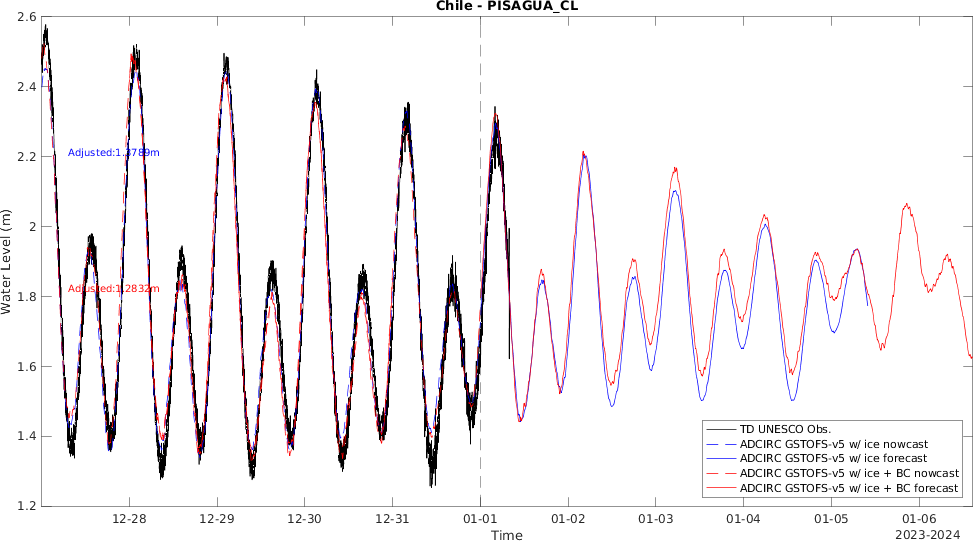 Chile - PISAGUA_CL
2.6
2.4
2.2
2
1.8
1.6
1.4
1.2
Water Level (m)
Adjusted:1.3789m
Adjusted:1.2832m
12-28
12-29
12-30
12-31
01-01
01-02
01-03
01-04
01-05
01-06
Time
2023-2024
TD UNESCO Obs.
ADCIRC GSTOFS-v5 w/ ice nowcast
ADCIRC GSTOFS-v5 w/ ice forecast
ADCIRC GSTOFS-v5 w/ ice + BC nowcast
ADCIRC GSTOFS-v5 w/ ice + BC forecast